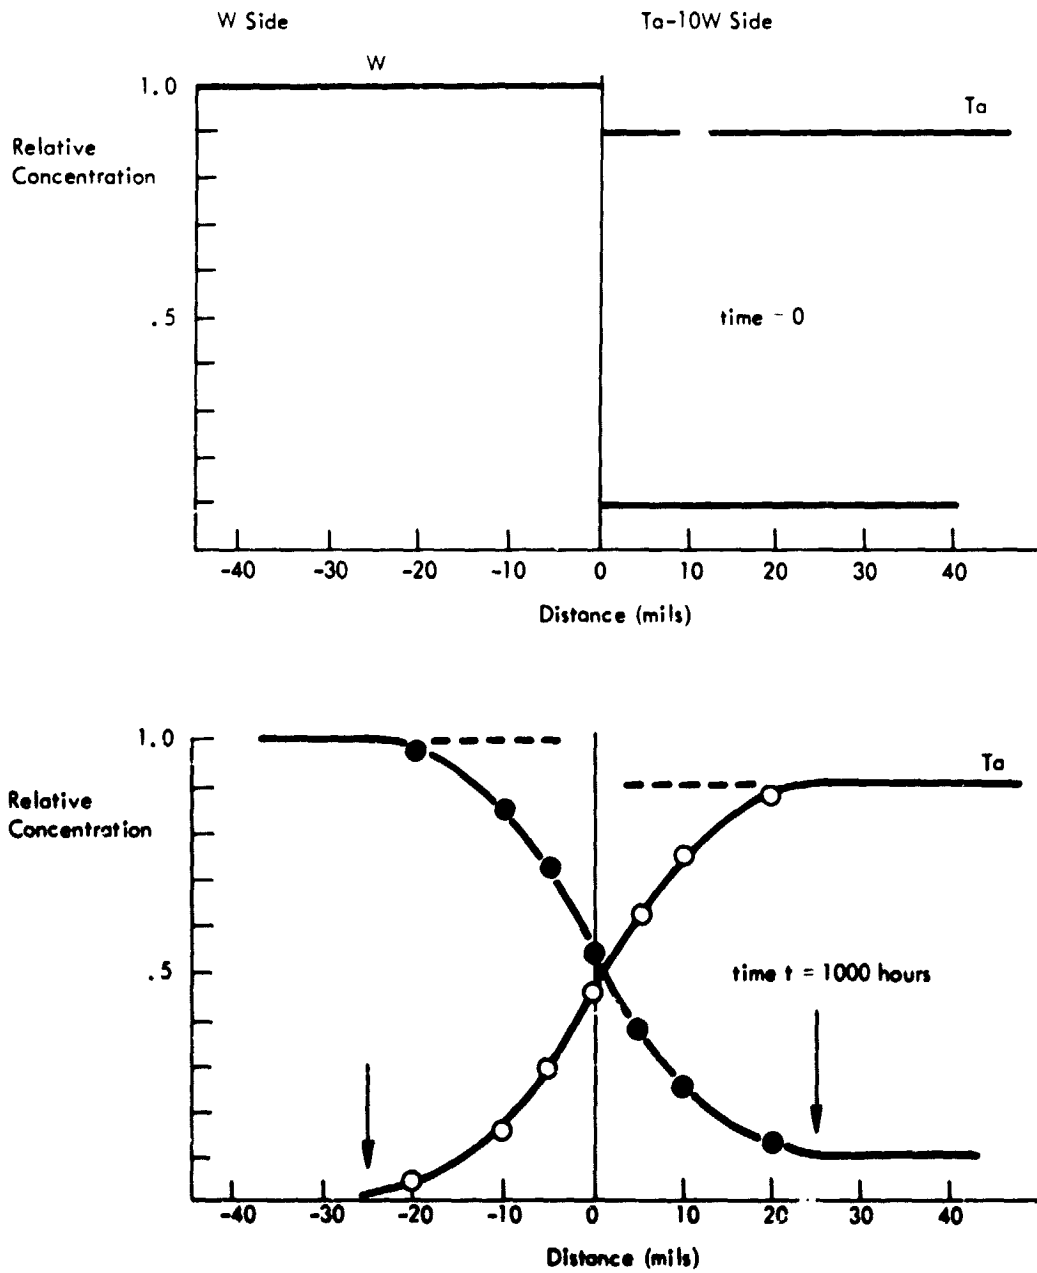 W Side
Ta-10W Side
W
1.0
Ta
Relative
Concentration
.5
time - 0
-40 -30 -20 -10 0 10 20 30 40
Distance (mils)
1.0
Ta
Relative
Concentration
.5
time t = 1000 hours
-40 -30 -20 -10 0 10 20 30 40
Distance (mils)